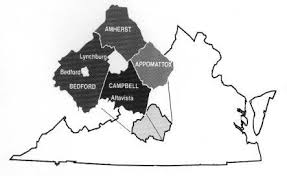 AMHERST
Lynchburg
APPOMATTOX
Bedford
BEDFORD
CAMPBELL
Altavista